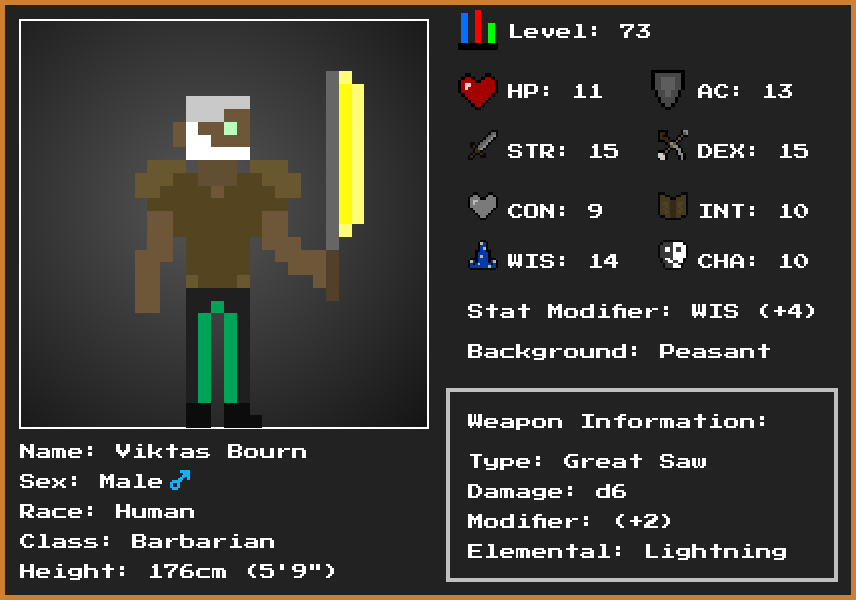 Level: 73
HP: 11
AC: 13
STR: 15
DEX: 15
CON: 9
INT: 10
WIS: 14
CHA: 10
Stat Modifier: WIS (+4)
Background: Peasant
Name: Viktas Bourn
Sex: Male♂
Race: Human
Class: Barbarian
Height: 176cm (5'9")
Weapon Information:
Type: Great Saw
Damage: d6
Modifier: (+2)
Elemental: Lightning